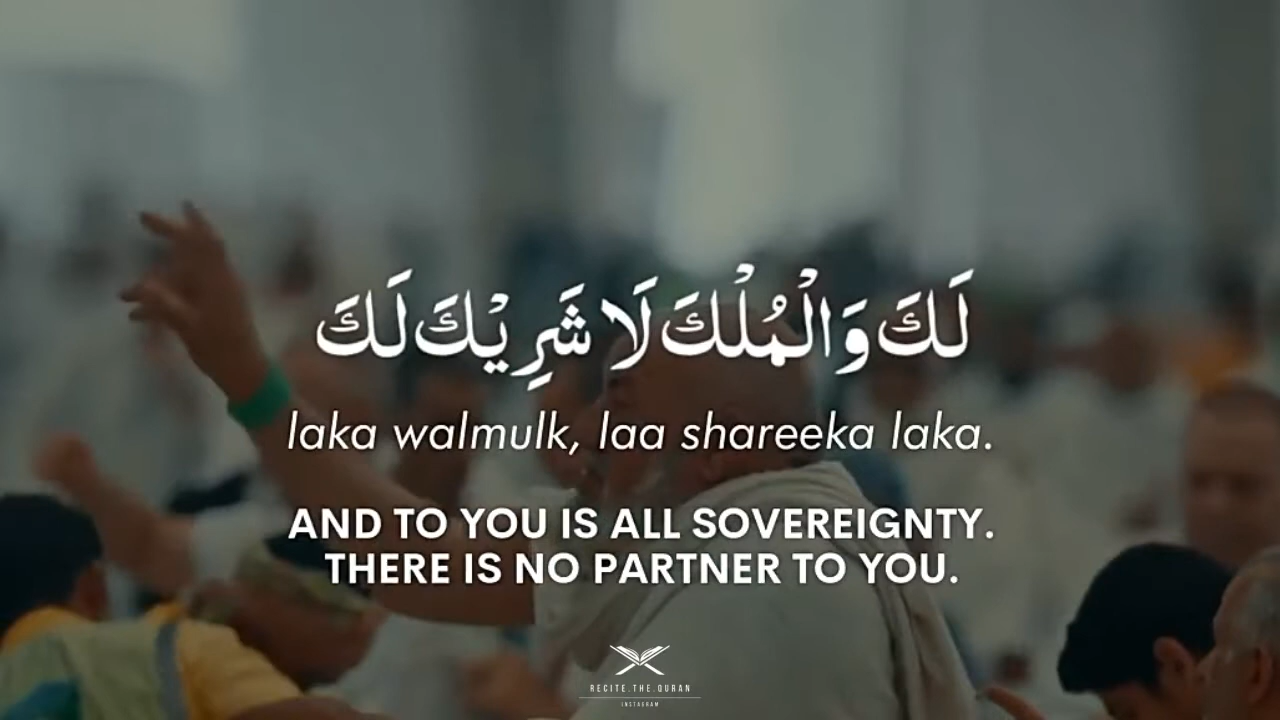 لَكَ وَالْمُلْكَ لَا شَرِيْكَ لَكَ
laka walmulk, laa shareeka laka.
AND TO YOU IS ALL SOVEREIGNTY.
THERE IS NO PARTNER TO YOU.
RECITE.THE.QURAN
INSTAGRAM